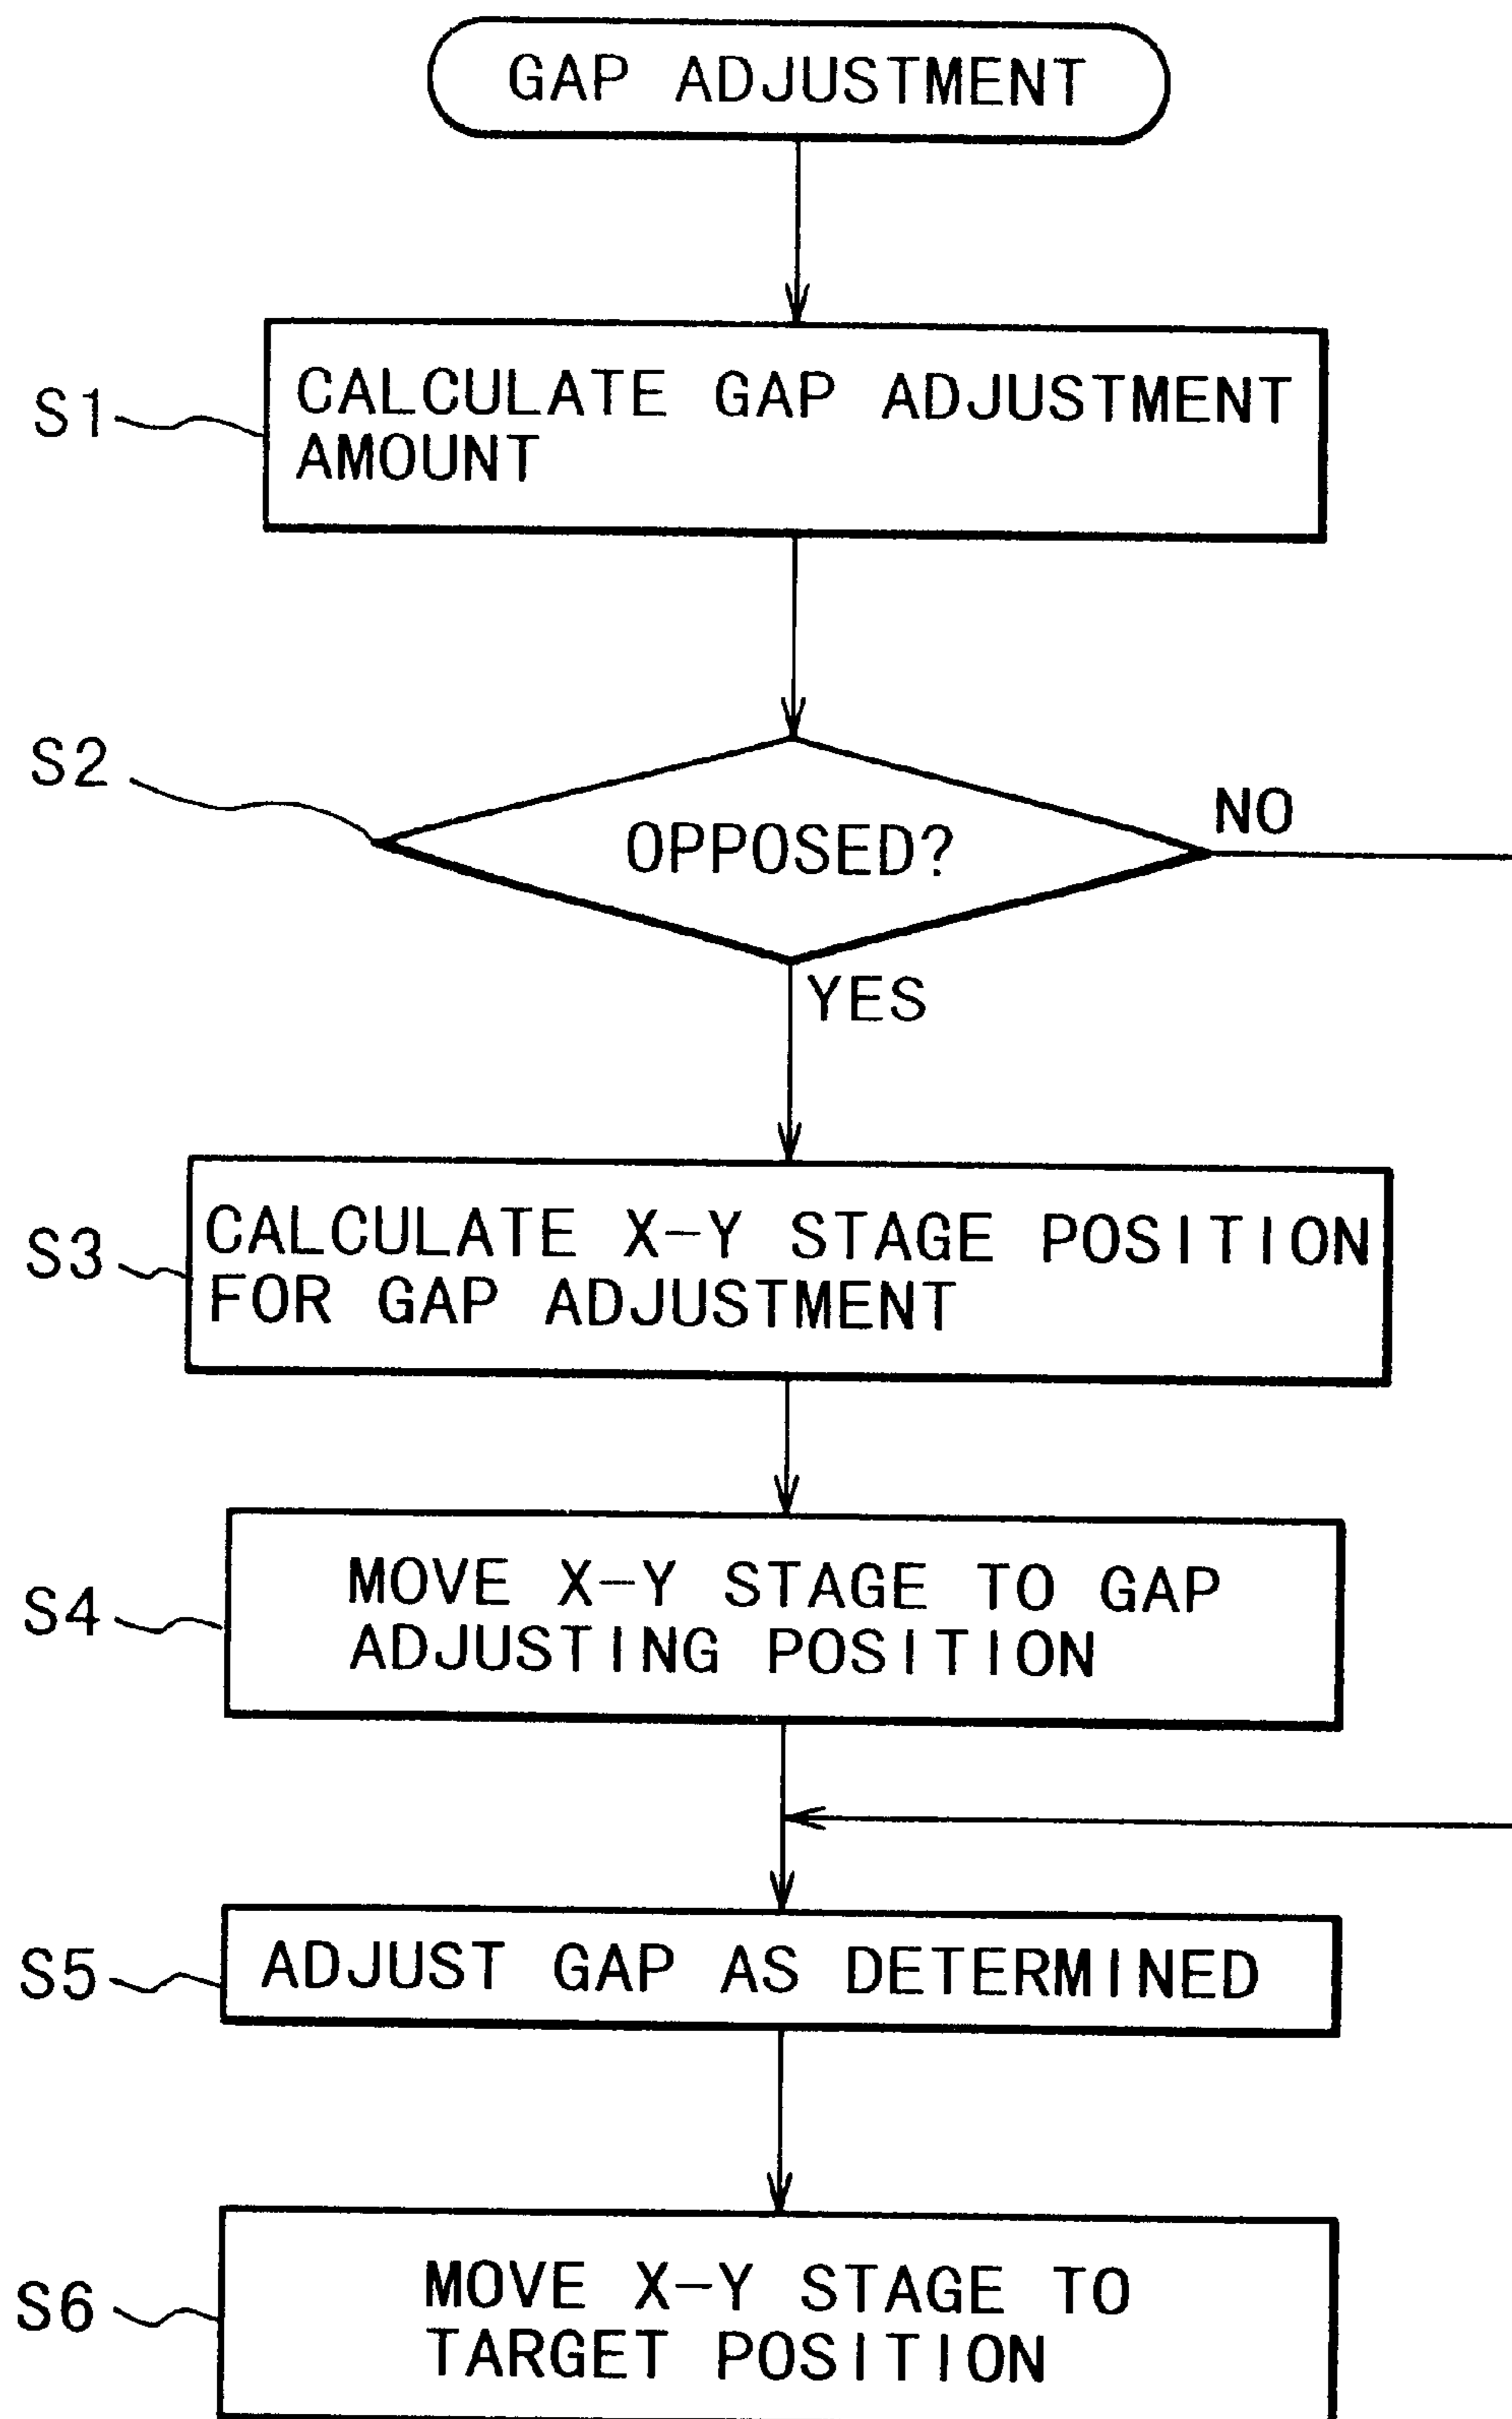 GAP ADJUSTMENT
S1
CALCULATE GAP ADJUSTMENT
AMOUNT
S2
OPPOSED?
NO
YES
S3
CALCULATE X-Y STAGE POSITION
FOR GAP ADJUSTMENT
S4
MOVE X-Y STAGE TO GAP
ADJUSTING POSITION
S5
ADJUST GAP AS DETERMINED
S6
MOVE X-Y STAGE TO
TARGET POSITION